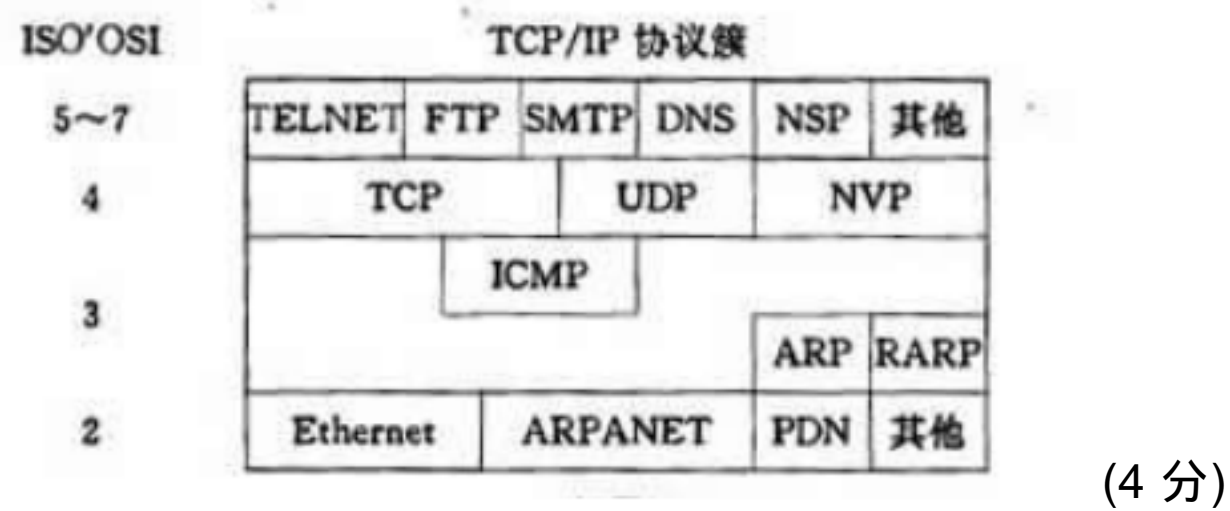 ISO'OSI TCP/IP 协议簇
5~7 TELNET FTP SMTP DNS NSP 其他
4 TCP UDP NVP
ICMP
3
ARP RARP
2 Ethernet ARPANET PDN 其他
(4 分)